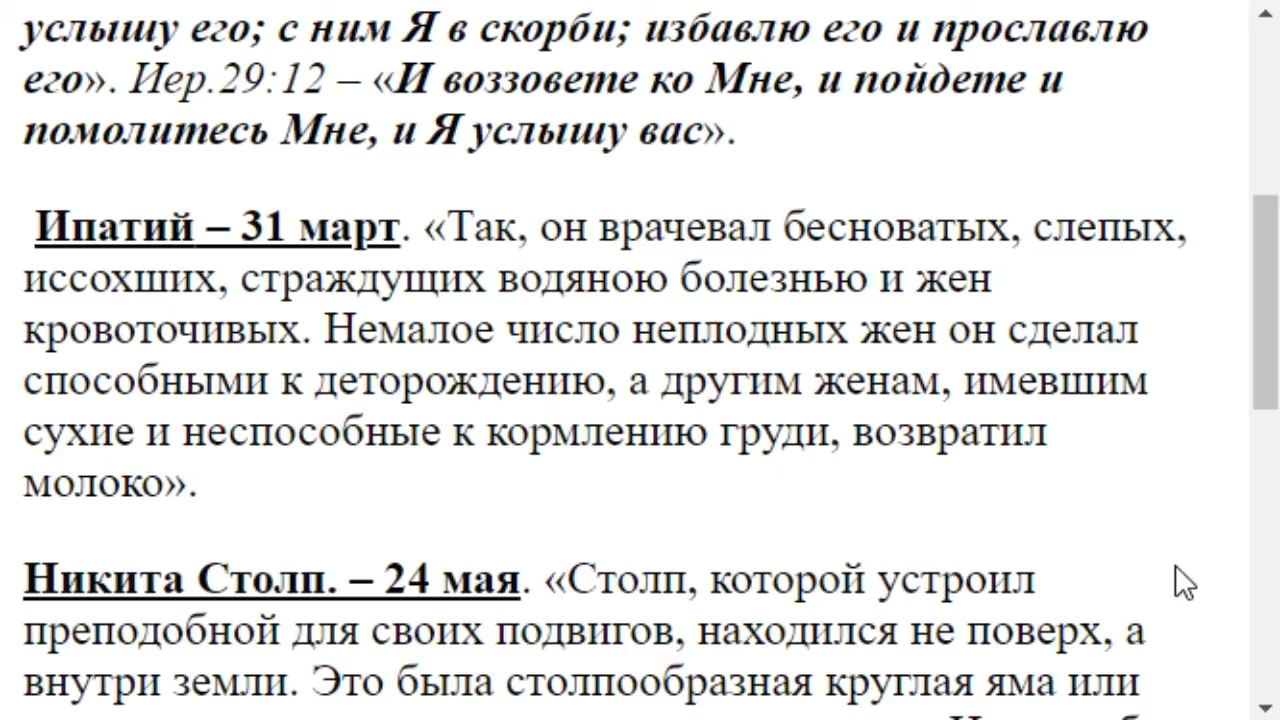 услышу его; с ним Я в скорби; избавлю его и прославлю
его». Иер.29:12 – «И воззовете ко Мне, и пойдете и
помолитесь Мне, и Я услышу вас».
Ипатий – 31 март. «Так, он врачевал бесноватых, слепых,
иссохших, страждущих водяною болезнью и жен
кровоточивых. Немалое число неплодных жен он сделал
способными к деторождению, а другим женам, имевшим
сухие и неспособные к кормлению груди, возвратил
молоко».
Никита Столп. – 24 мая. «Столп, которой устроил
преподобной для своих подвигов, находился не поверх, а
внутри земли. Это была столпообразная круглая яма или